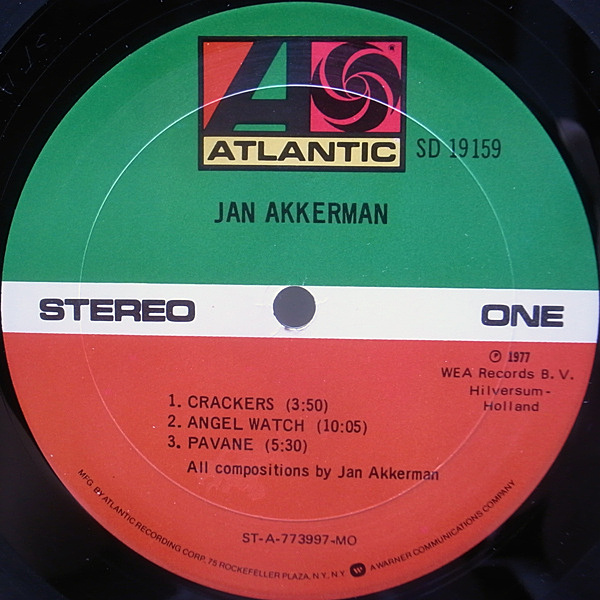 ATLANTIC
SD 19159
JAN AKKERMAN
STEREO
ONE
℗ 1977
WEA Records B. V.
Hilversum-
Holland
1. CRACKERS (3:50)
2. ANGEL WATCH (10:05)
3. PAVANE (5:30)
All compositions by Jan Akkerman
ST-A-773997-MO
MFG. BY ATLANTIC RECORDING CORP., 75 ROCKEFELLER PLAZA, N.Y., N.Y. A WARNER COMMUNICATIONS COMPANY